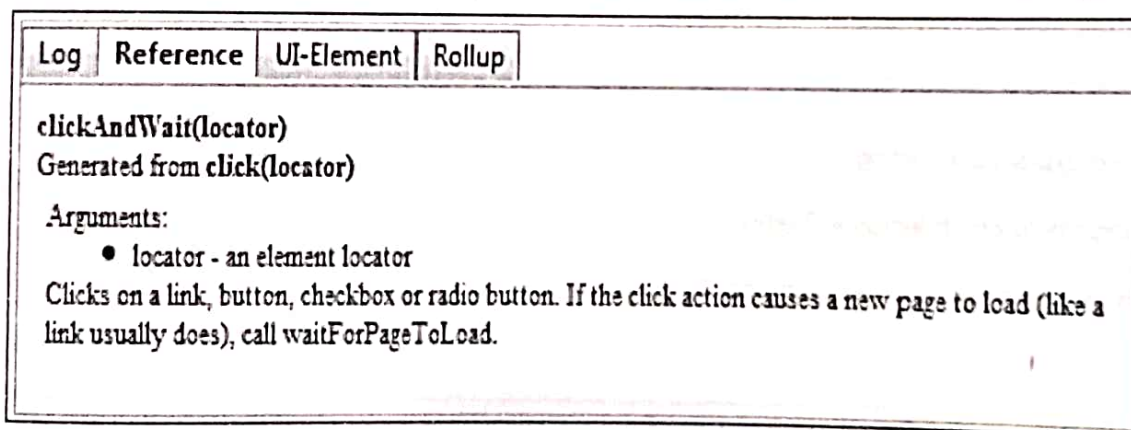 Log Reference UI-Element Rollup
clickAndWait(locator)
Generated from click(locator)
Arguments:
• locator - an element locator
Clicks on a link, button, checkbox or radio button. If the click action causes a new page to load (like a
link usually does), call waitForPageToLoad.